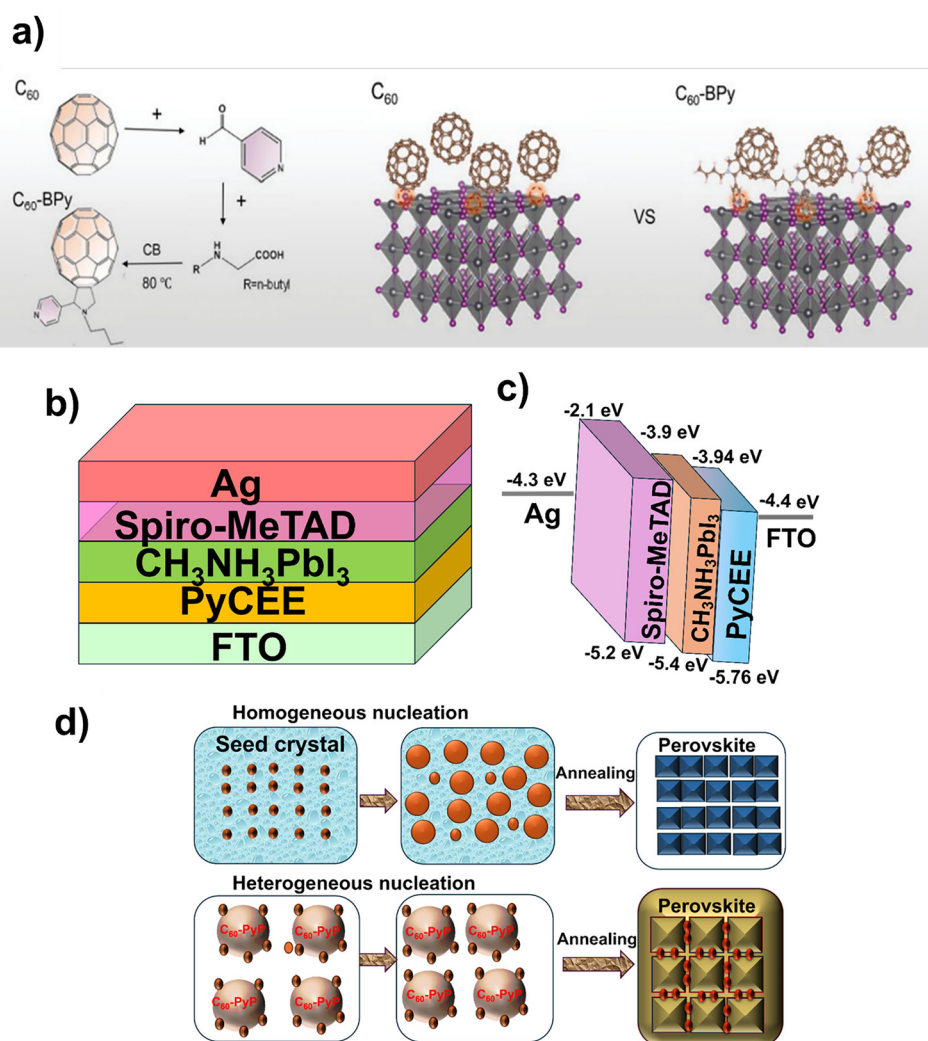 a)
C₆₀
+
O
H
N
+
C₆₀-BPy
CB
80 °C
H
N
R
COOH
R=n-butyl
N
N
C₆₀
VS
C₆₀-BPy
b)
Ag
Spiro-MeTAD
CH₃NH₃PbI₃
PyCEE
FTO
c)
-2.1 eV
-3.9 eV
-3.94 eV
-4.3 eV
Ag
-4.4 eV
FTO
Spiro-MeTAD
CH₃NH₃PbI₃
PyCEE
-5.2 eV
-5.4 eV
-5.76 eV
d)
Homogeneous nucleation
Seed crystal
Annealing
Perovskite
Heterogeneous nucleation
C₆₀-PyP
C₆₀-PyP
C₆₀-PyP
C₆₀-PyP
C₆₀-PyP
C₆₀-PyP
C₆₀-PyP
C₆₀-PyP
Annealing
Perovskite